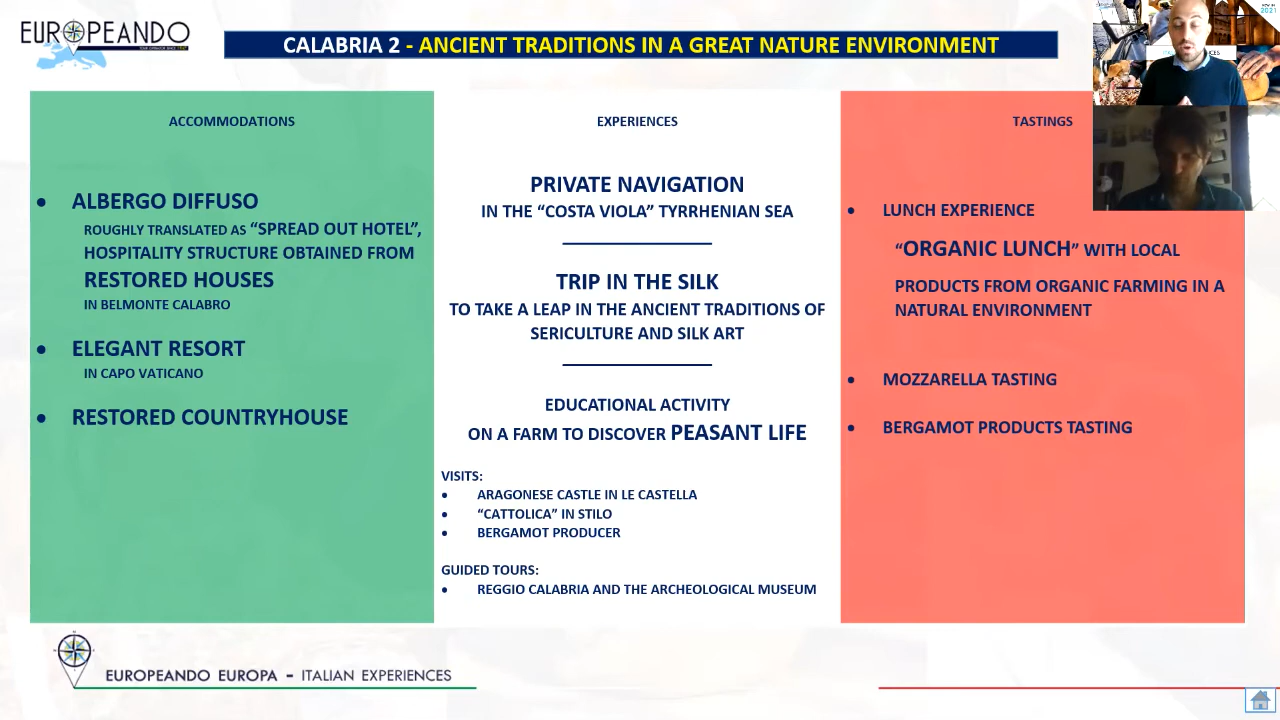 EUROPEANDO
CALABRIA 2 - ANCIENT TRADITIONS IN A GREAT NATURE ENVIRONMENT
2021
ACCOMMODATIONS
• ALBERGO DIFFUSO
ROUGHLY TRANSLATED AS “SPREAD OUT HOTEL”,
HOSPITALITY STRUCTURE OBTAINED FROM
RESTORED HOUSES
IN BELMONTE CALABRO
• ELEGANT RESORT
IN CAPO VATICANO
• RESTORED COUNTRYHOUSE
EXPERIENCES
PRIVATE NAVIGATION
IN THE “COSTA VIOLA” TYRRHENIAN SEA
TRIP IN THE SILK
TO TAKE A LEAP IN THE ANCIENT TRADITIONS OF
SERICULTURE AND SILK ART
EDUCATIONAL ACTIVITY
ON A FARM TO DISCOVER PEASANT LIFE
VISITS:
• ARAGONESE CASTLE IN LE CASTELLA
• “CATTOLICA” IN STILO
• BERGAMOT PRODUCER
GUIDED TOURS:
• REGGIO CALABRIA AND THE ARCHEOLOGICAL MUSEUM
TASTINGS
• LUNCH EXPERIENCE
“ORGANIC LUNCH” WITH LOCAL
PRODUCTS FROM ORGANIC FARMING IN A
NATURAL ENVIRONMENT
• MOZZARELLA TASTING
• BERGAMOT PRODUCTS TASTING
EUROPEANDO EUROPA – ITALIAN EXPERIENCES